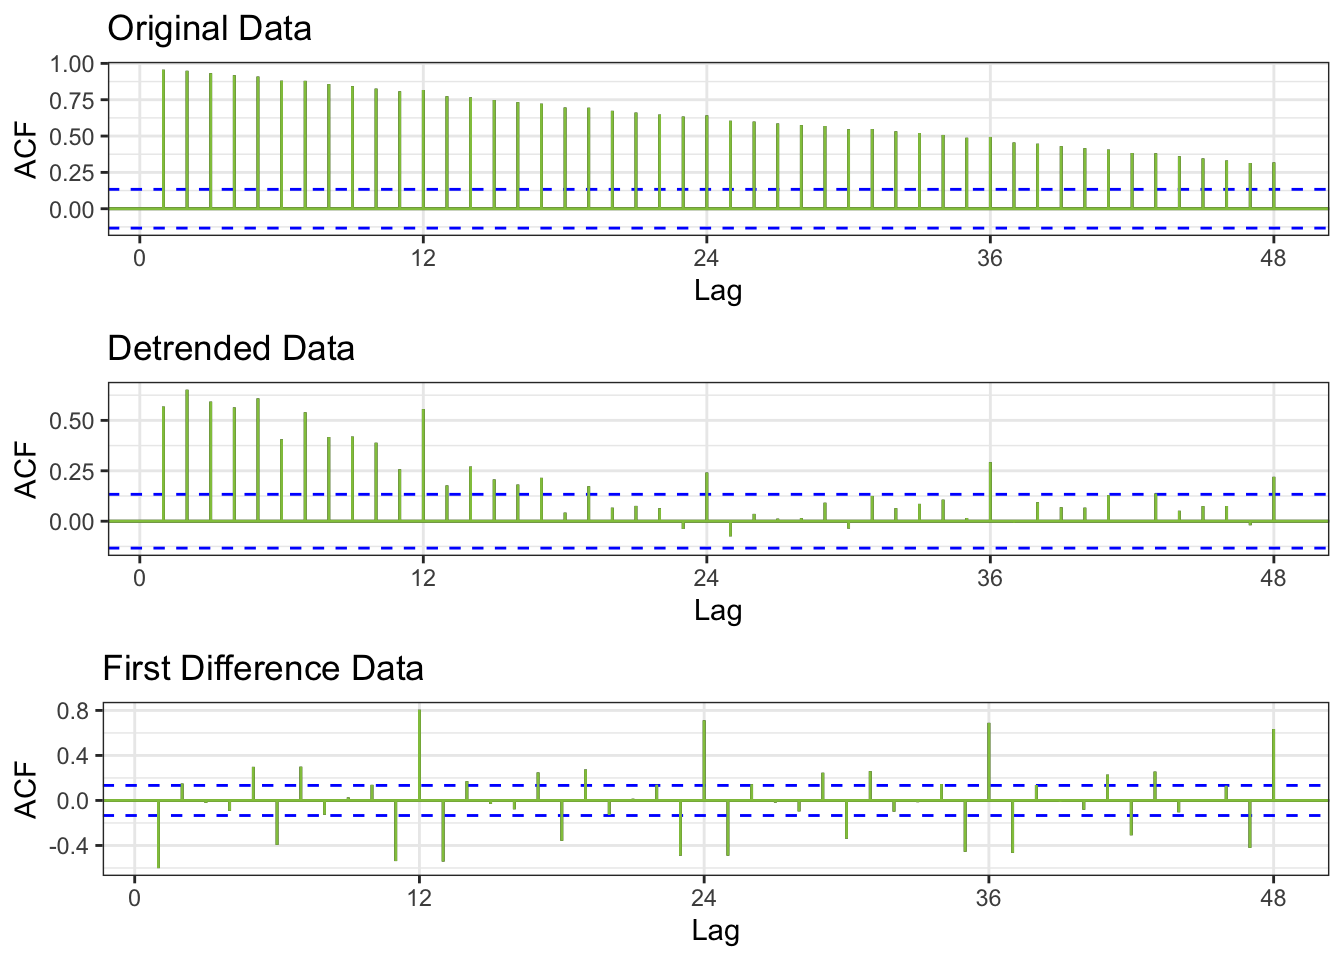 Original Data
1.00
0.75
0.50
0.25
0.00
ACF
0 12 24 36 48
Lag
Detrended Data
0.50
0.25
0.00
ACF
0 12 24 36 48
Lag
First Difference Data
0.8
0.4
0.0
-0.4
ACF
0 12 24 36 48
Lag